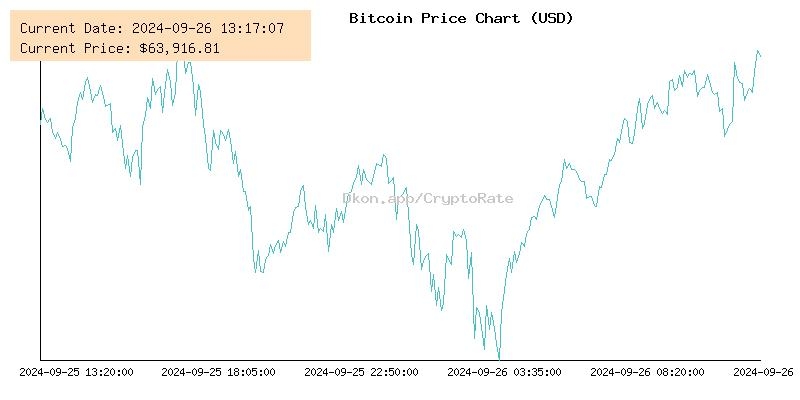 Bitcoin Price Chart (USD)
Current Date: 2024-09-26 13:17:07
Current Price: $63,916.81
Dkon.app/CryptoRate
2024-09-25 13:20:00 2024-09-25 18:05:00 2024-09-25 22:50:00 2024-09-26 03:35:00 2024-09-26 08:20:00 2024-09-26